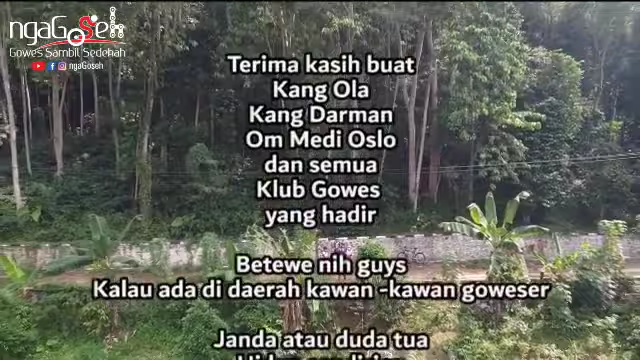 ngaGoseh
Gowes Sambil Sedekah
ngaGoseh
Terima kasih buat
Kang Ola
Kang Darman
Om Medi Oslo
dan semua
Klub Gowes
yang hadir
Betewe nih guys
Kalau ada di daerah kawan -kawan goweser
Janda atau duda tua